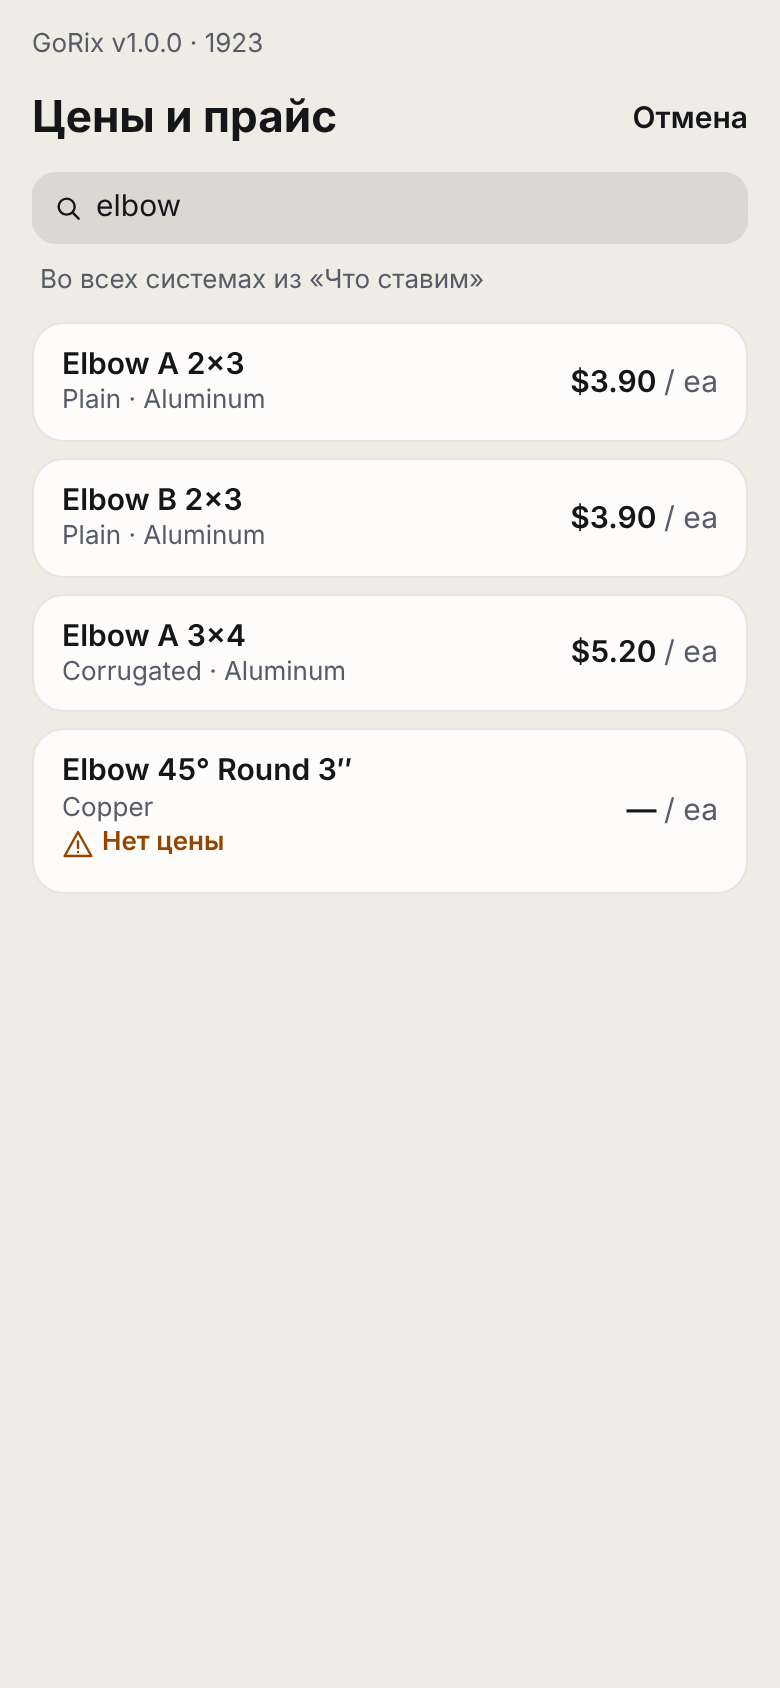 GoRix v1.0.0 · 1923
Цены и прайс
Отмена
elbow
Во всех системах из «Что ставим»
Elbow A 2×3
Plain · Aluminum
$3.90 / ea
Elbow B 2×3
Plain · Aluminum
$3.90 / ea
Elbow A 3×4
Corrugated · Aluminum
$5.20 / ea
Elbow 45° Round 3″
Copper
Нет цены
— / ea